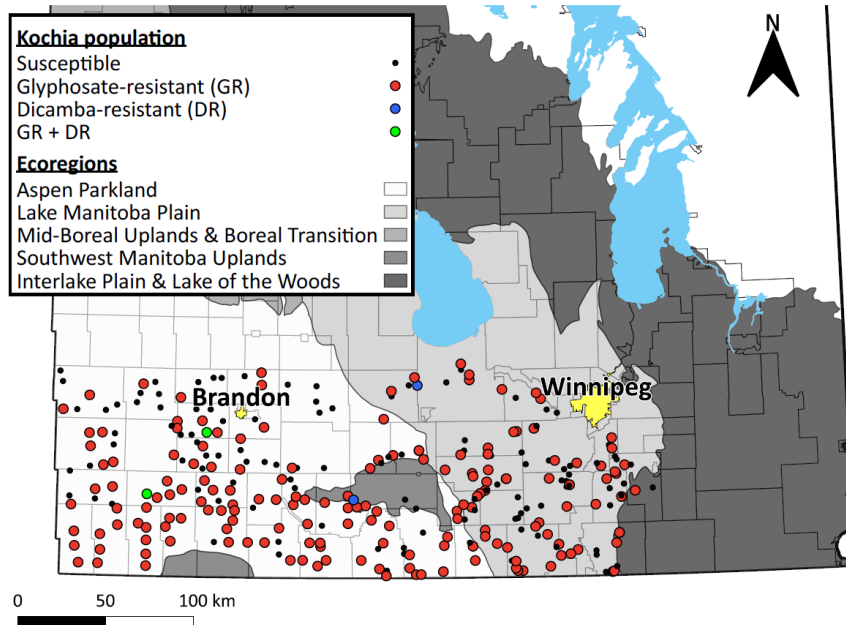 Kochia population
Susceptible
Glyphosate-resistant (GR)
Dicamba-resistant (DR)
GR + DR
Ecoregions
Aspen Parkland
Lake Manitoba Plain
Mid-Boreal Uplands & Boreal Transition
Southwest Manitoba Uplands
Interlake Plain & Lake of the Woods
N
Brandon
Winnipeg
0 50 100 km